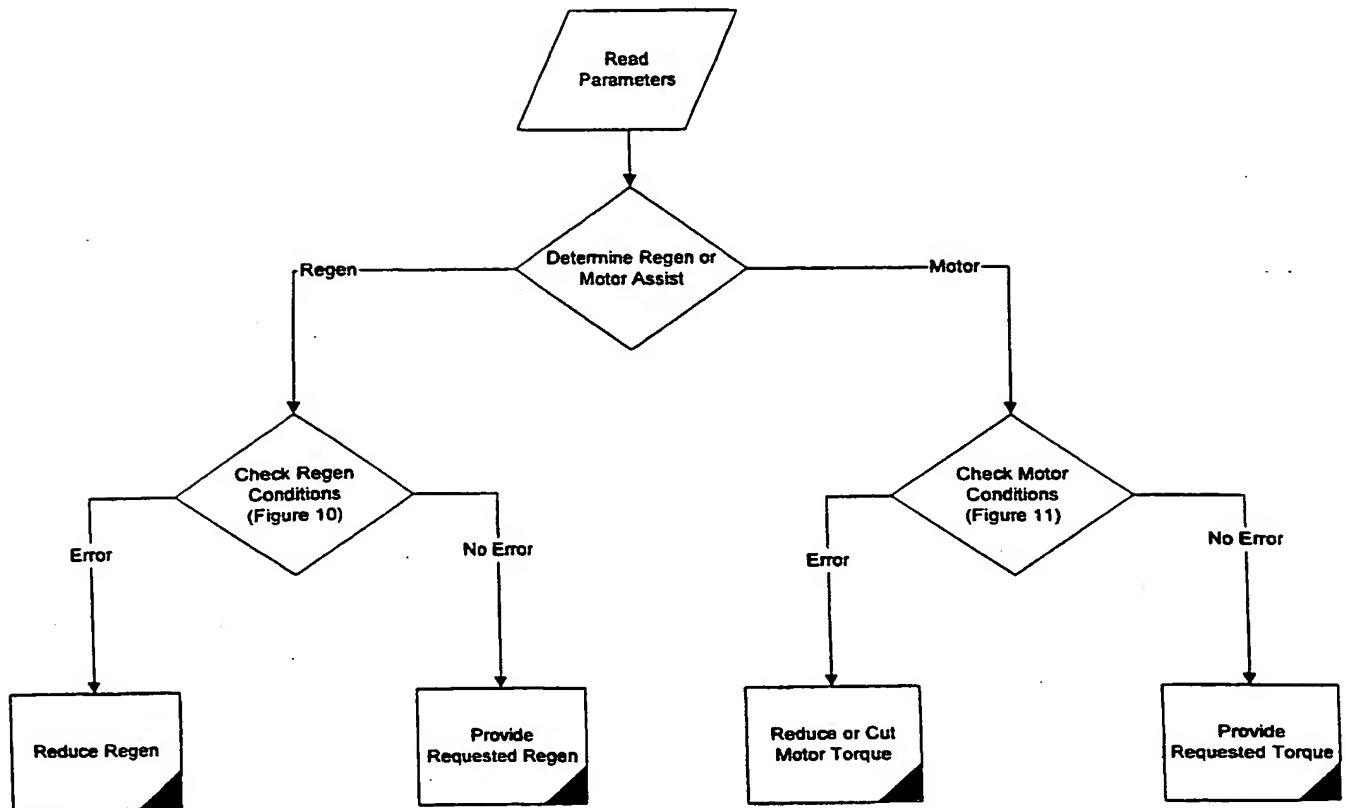 Read
Parameters
Determine Regen or
Motor Assist
Regen
Motor
Check Regen
Conditions
(Figure 10)
Check Motor
Conditions
(Figure 11)
Error
No Error
Error
No Error
Reduce Regen
Provide
Requested Regen
Reduce or Cut
Motor Torque
Provide
Requested Torque